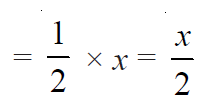 = 1/2 × x = x/2